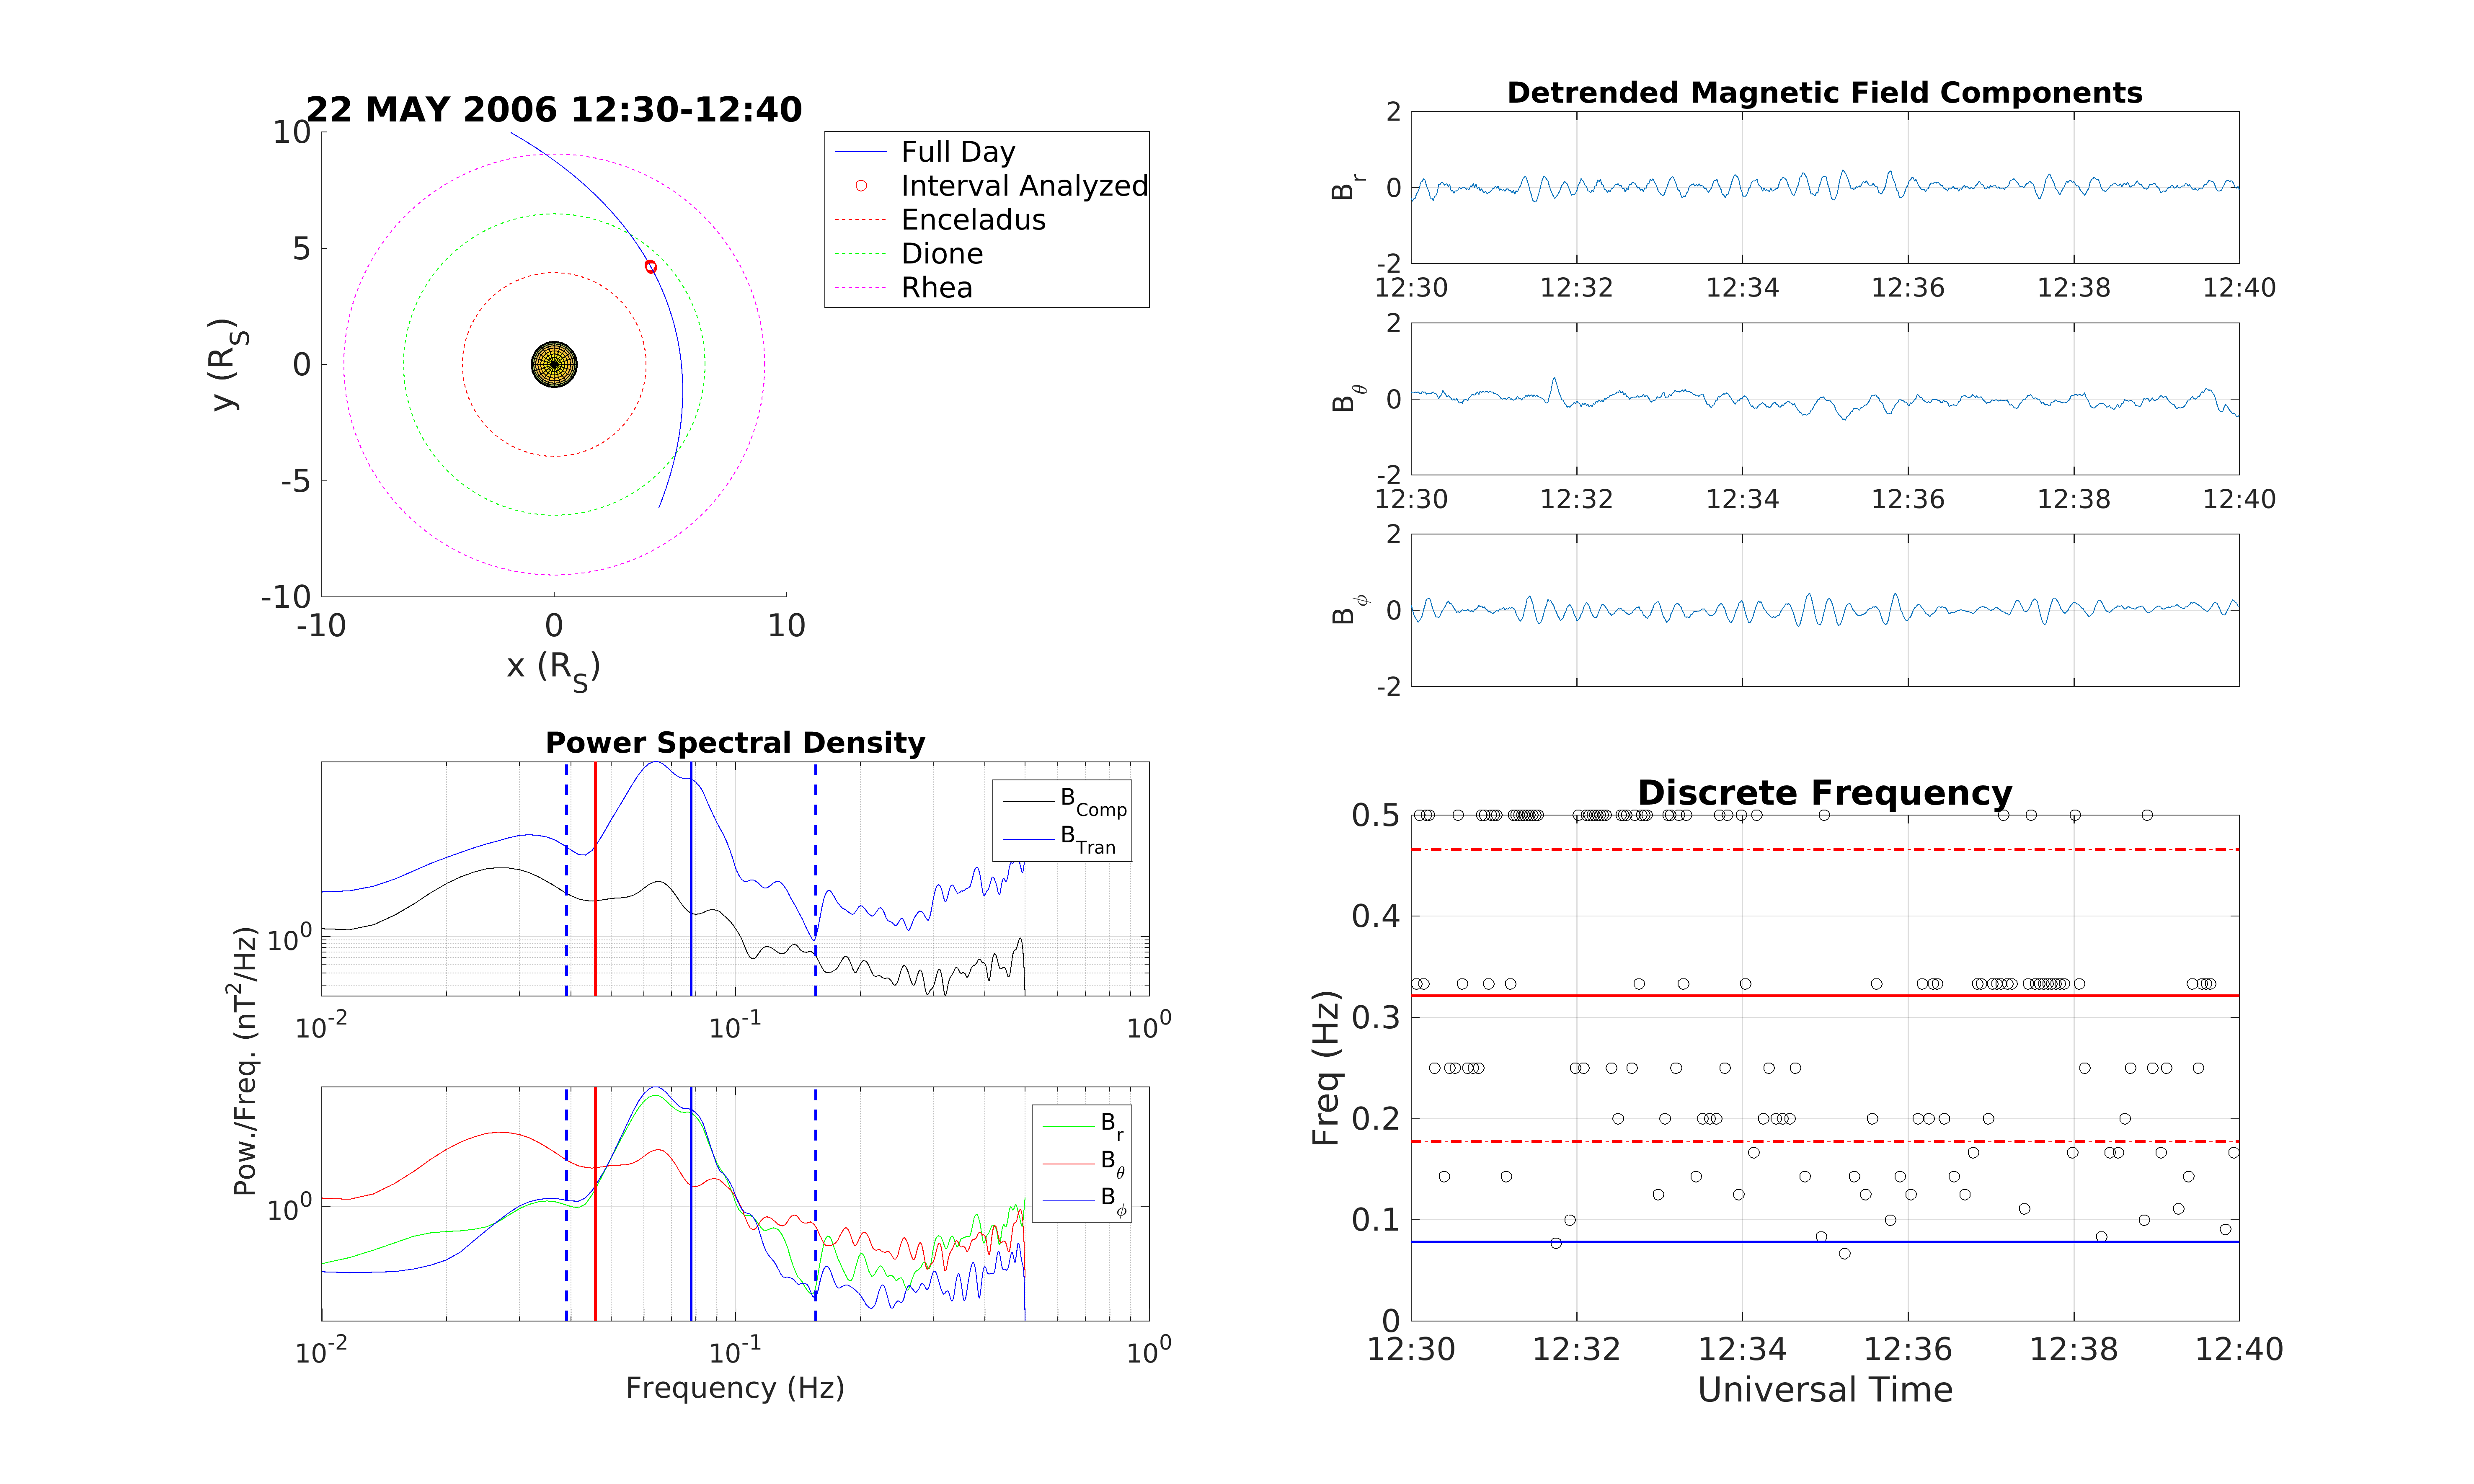 22 MAY 2006 12:30-12:40
10
5
0
-5
-10
y (R_S)
-10 0 10
x (R_S)
Full Day
Interval Analyzed
Enceladus
Dione
Rhea
Detrended Magnetic Field Components
2
0
-2
B_r
12:30 12:32 12:34 12:36 12:38 12:40
2
0
-2
B_θ
12:30 12:32 12:34 12:36 12:38 12:40
2
0
-2
B_ϕ
Power Spectral Density
B_Comp
B_Tran
10^0
10^-2 10^-1 10^0
Pow./Freq. (nT^2/Hz)
B_r
B_θ
B_ϕ
10^0
10^-2 10^-1 10^0
Frequency (Hz)
Discrete Frequency
0.5
0.4
0.3
0.2
0.1
0
Freq (Hz)
12:30 12:32 12:34 12:36 12:38 12:40
Universal Time